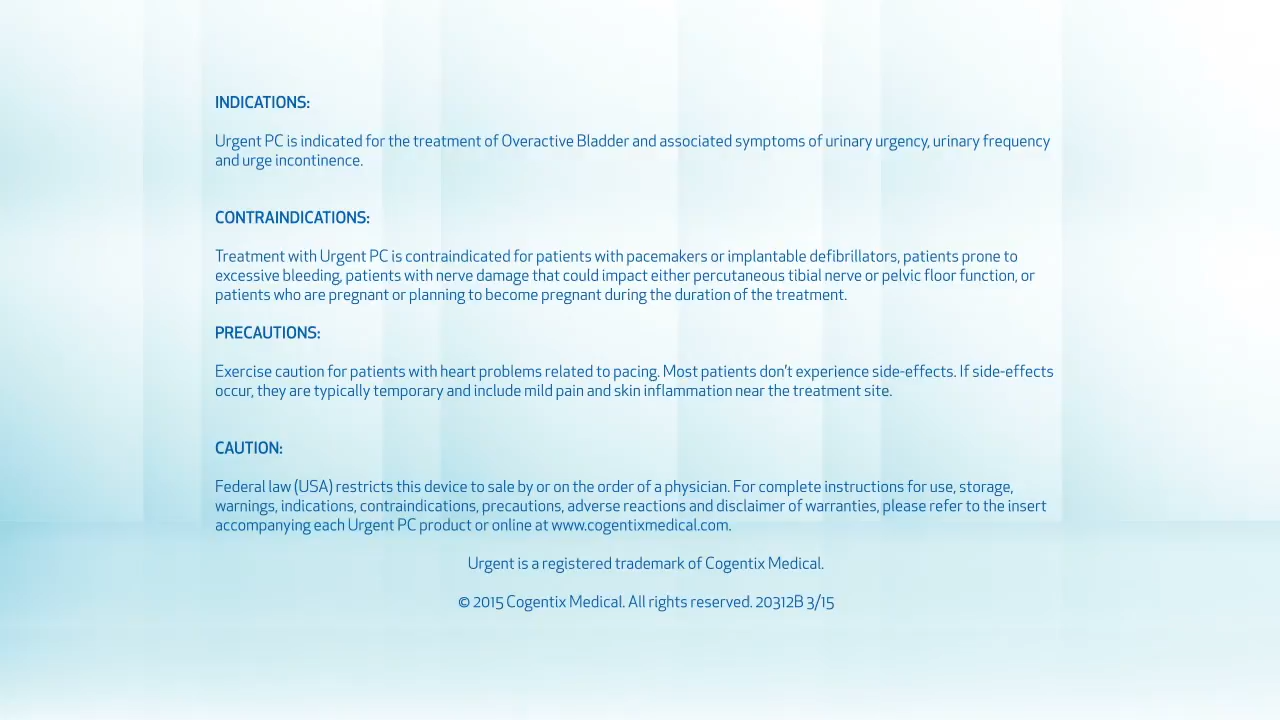 INDICATIONS:
Urgent PC is indicated for the treatment of Overactive Bladder and associated symptoms of urinary urgency, urinary frequency
and urge incontinence.
CONTRAINDICATIONS:
Treatment with Urgent PC is contraindicated for patients with pacemakers or implantable defibrillators, patients prone to
excessive bleeding, patients with nerve damage that could impact either percutaneous tibial nerve or pelvic floor function, or
patients who are pregnant or planning to become pregnant during the duration of the treatment.
PRECAUTIONS:
Exercise caution for patients with heart problems related to pacing. Most patients don't experience side-effects. If side-effects
occur, they are typically temporary and include mild pain and skin inflammation near the treatment site.
CAUTION:
Federal law (USA) restricts this device to sale by or on the order of a physician. For complete instructions for use, storage,
warnings, indications, contraindications, precautions, adverse reactions and disclaimer of warranties, please refer to the insert
accompanying each Urgent PC product or online at www.cogentixmedical.com.
Urgent is a registered trademark of Cogentix Medical.
© 2015 Cogentix Medical. All rights reserved. 20312B 3/15